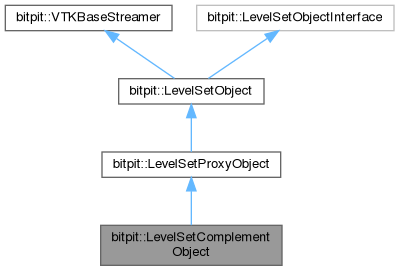 bitpit::VTKBaseStreamer
bitpit::LevelSetObjectInterface
bitpit::LevelSetObject
bitpit::LevelSetProxyObject
bitpit::LevelSetComplement
Object